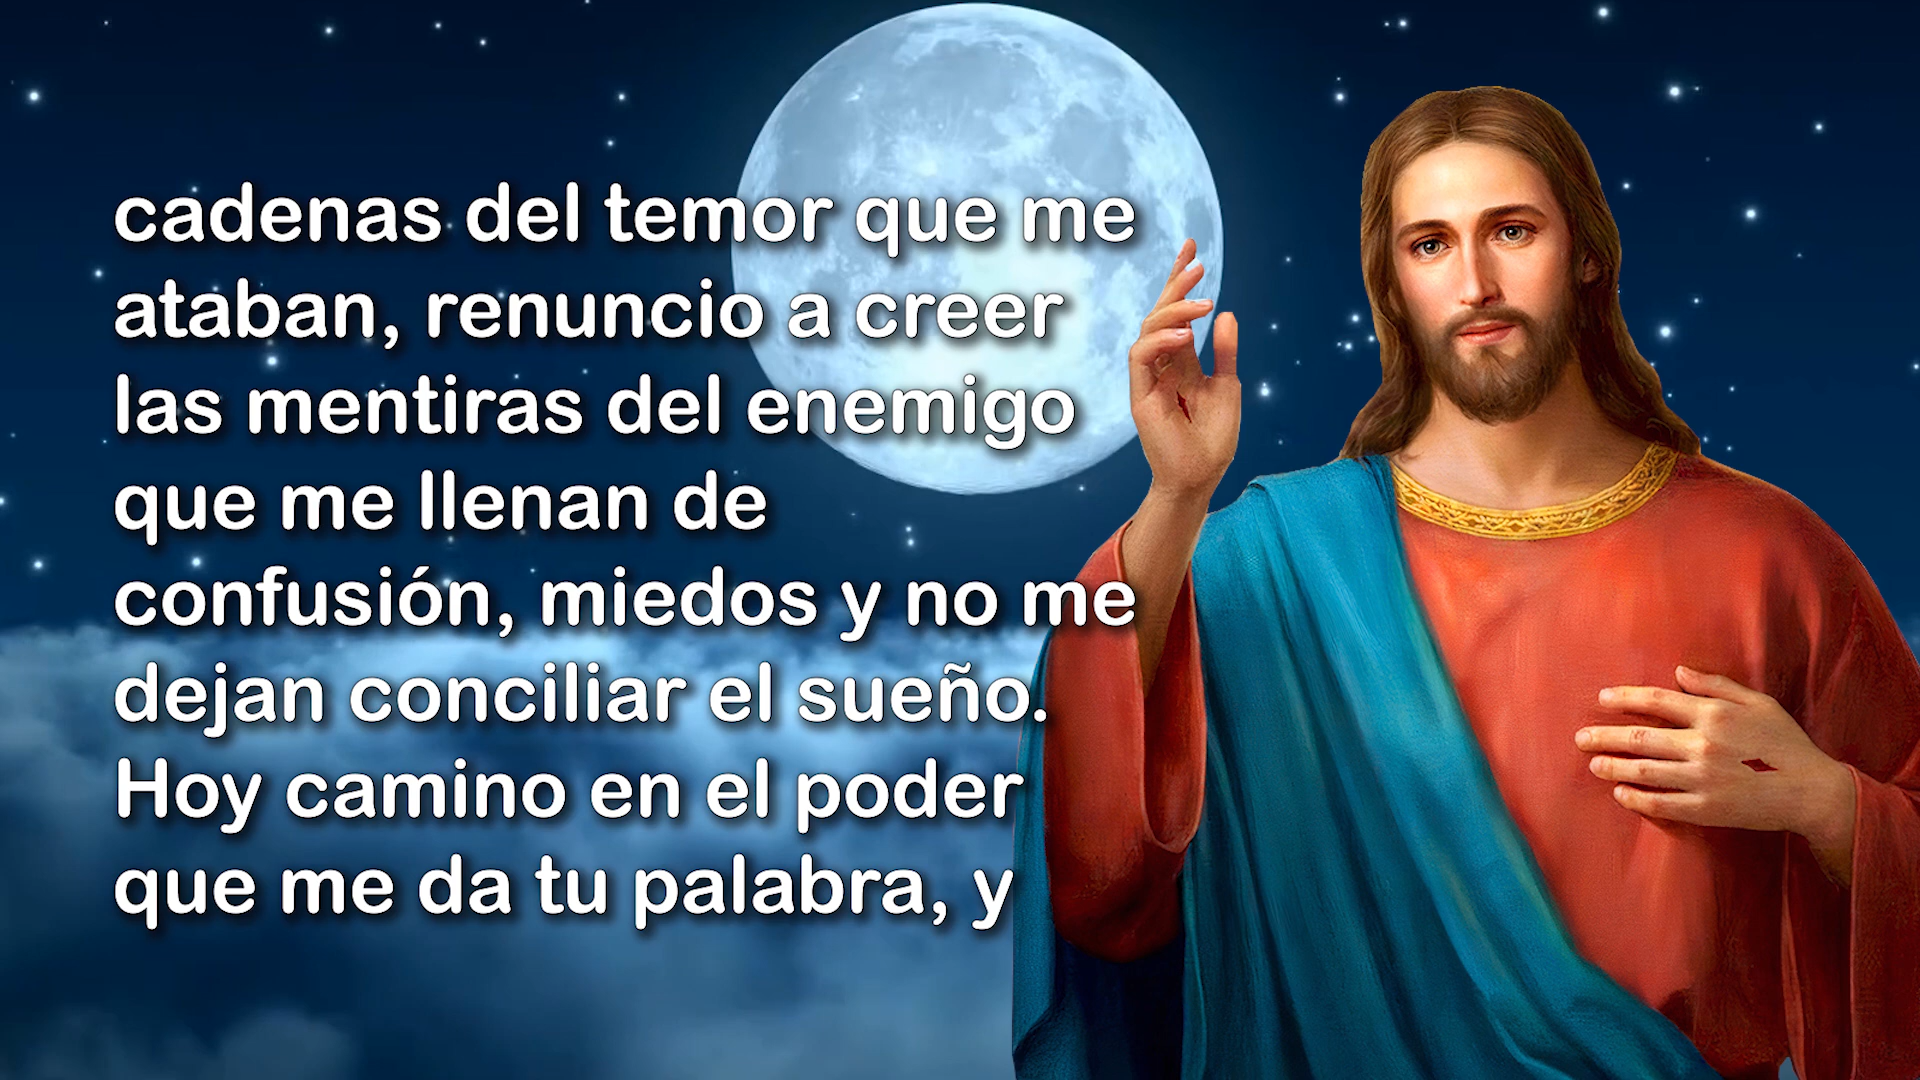 cadenas del temor que me
ataban, renuncio a creer
las mentiras del enemigo
que me llenan de
confusión, miedos y no me
dejan conciliar el sueño.
Hoy camino en el poder
que me da tu palabra, y